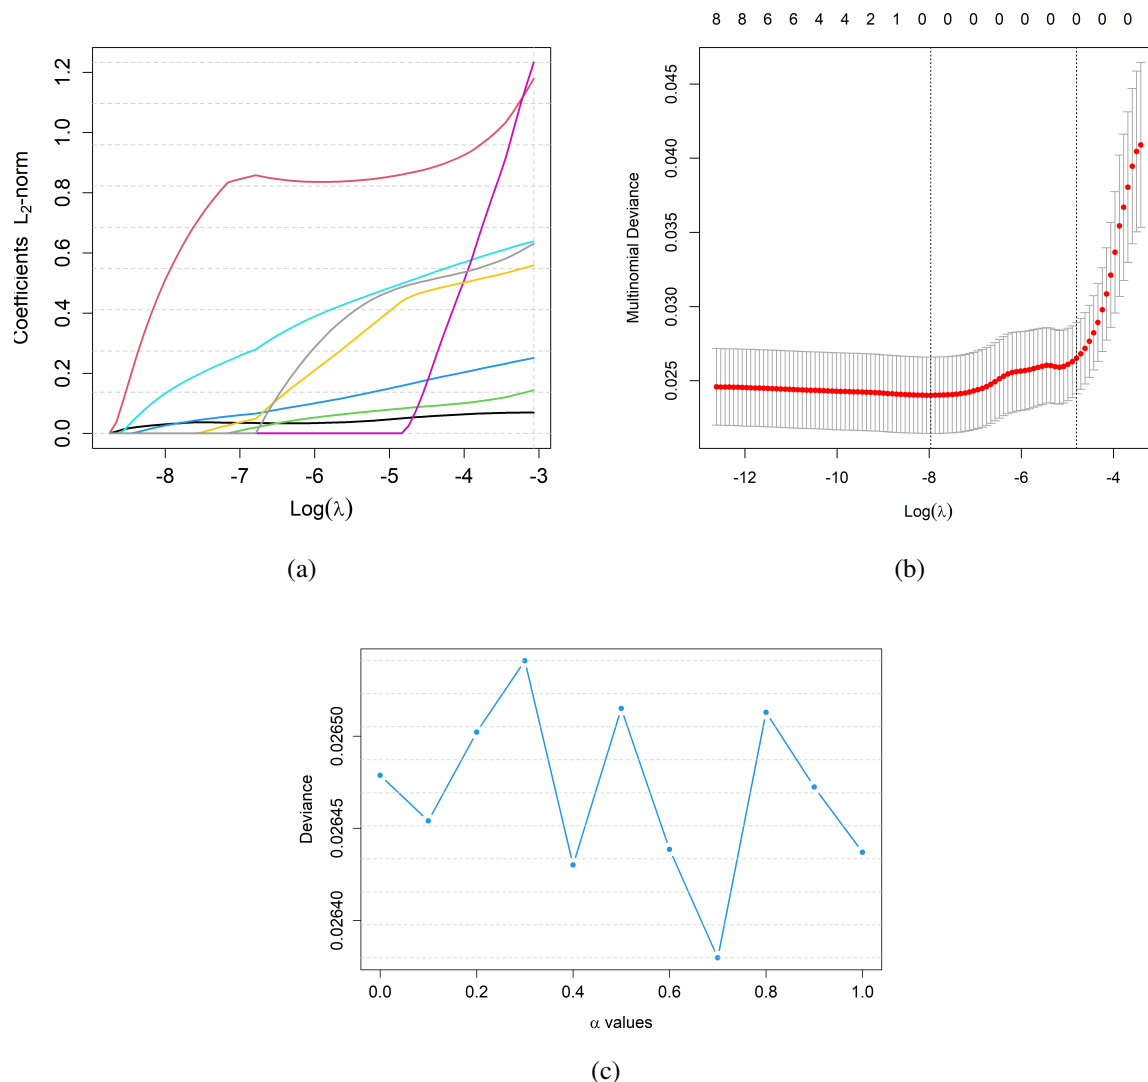 8 8 6 6 4 4 2 1 0 0 0 0 0 0 0 0 0
Coefficients L₂-norm
0.0 0.2 0.4 0.6 0.8 1.0 1.2
-8 -7 -6 -5 -4 -3
Log(λ)
(a)
Multinomial Deviance
0.025 0.030 0.035 0.040 0.045
-12 -10 -8 -6 -4
Log(λ)
(b)
Deviance
0.02640 0.02645 0.02650
0.0 0.2 0.4 0.6 0.8 1.0
α values
(c)